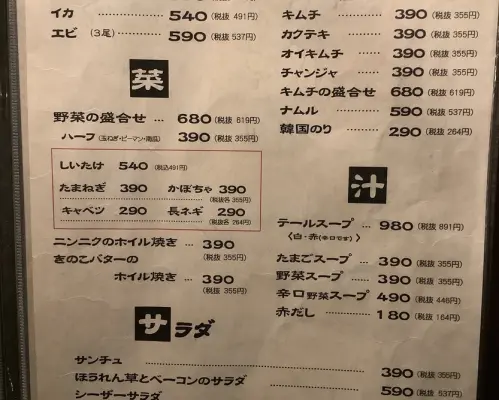 イカ ............ 540 (税抜 491円)
エビ (3尾) ............ 590 (税抜 537円)
菜
野菜の盛合せ ... 680 (税抜 619円)
ハーフ(玉ねぎ・ピーマン・南瓜) 390 (税抜 355円)
しいたけ 540 (税込491円)
たまねぎ 390 かぼちゃ 390
(税抜各 355円)
キャベツ 290 長ネギ 290
(税抜各 264円)
ニンニクのホイル焼き ... 390
(税抜 355円)
きのこバターの
ホイル焼き ... 390
(税抜 355円)
サラダ
サンチュ ............ 390 (税抜 355円)
ほうれん草とベーコンのサラダ ............ 590 (税抜 537円)
シーザーサラダ
キムチ ............ 390 (税抜 355円)
カクテキ ............ 390 (税抜 355円)
オイキムチ ............ 390 (税抜 355円)
チャンジャ ............ 390 (税抜 355円)
キムチの盛合せ ...... 680 (税抜 619円)
ナムル ............ 590 (税抜 537円)
韓国のり ............ 290 (税抜 264円)
汁
テールスープ ... 980 (税抜 891円)
〈白・赤(辛口です)〉
たまごスープ ... 390 (税抜 355円)
野菜スープ ... 390 (税抜 355円)
辛口野菜スープ 490 (税抜 446円)
赤だし ............ 180 (税抜 164円)